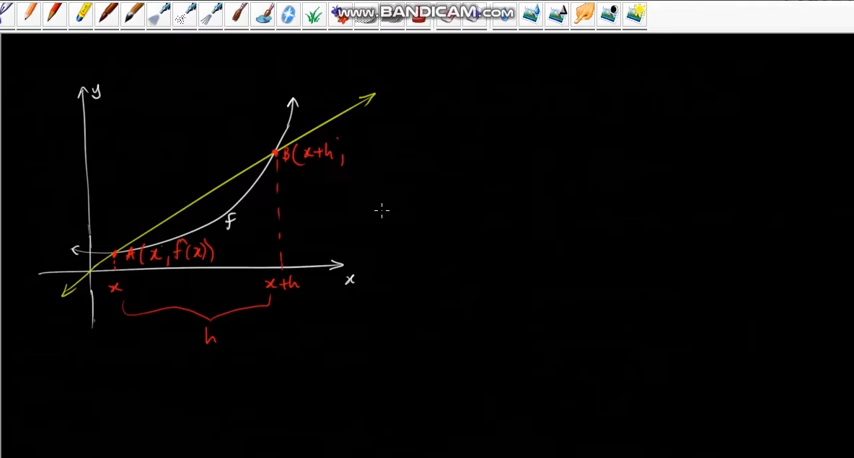 www.BANDICAM.com
y
B(x+h;
f
A(x, f(x))
x
x+h
x
h